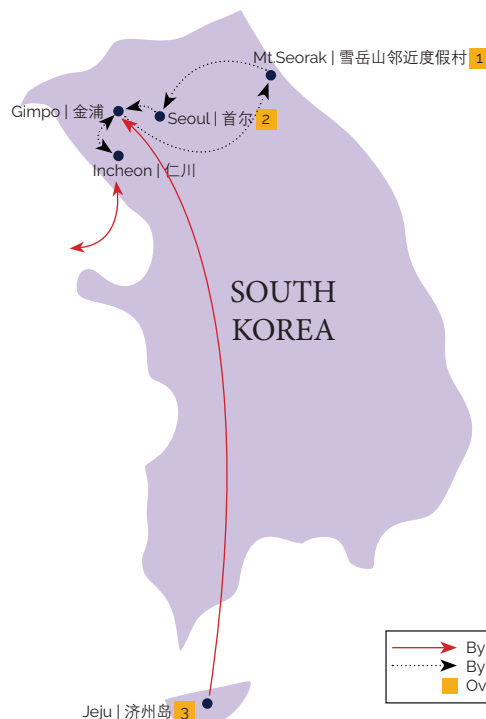 Mt.Seorak | 雪岳山邻近度假村 1
Gimpo | 金浦
Seoul | 首尔 2
Incheon | 仁川
SOUTH
KOREA
By
By
Ov
Jeju | 济州岛 3